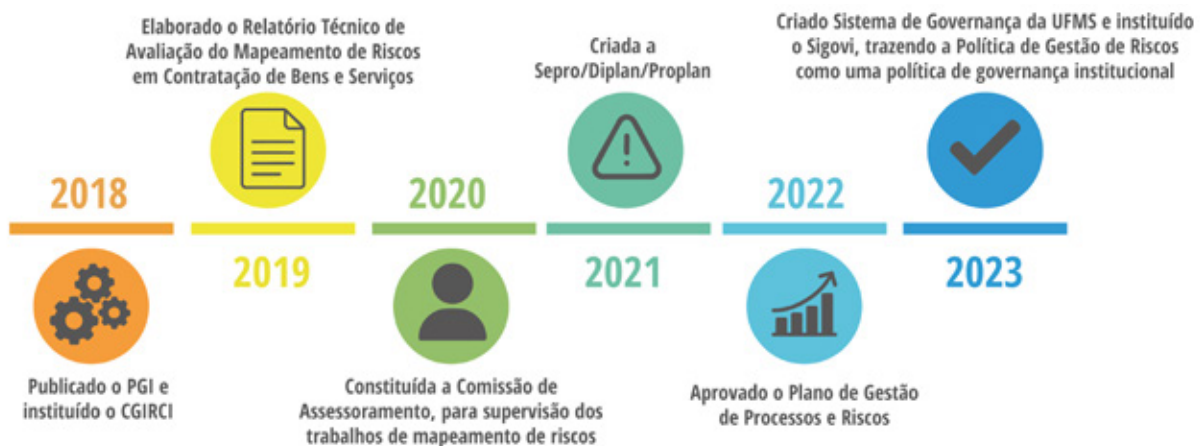 2018
Publicado o PGI e
instituído o CGIRCI
Elaborado o Relatório Técnico de
Avaliação do Mapeamento de Riscos
em Contratação de Bens e Serviços
2019
2020
Constituída a Comissão de
Assessoramento, para supervisão dos
trabalhos de mapeamento de riscos
Criada a
Sepro/Diplan/Proplan
2021
2022
Aprovado o Plano de Gestão
de Processos e Riscos
Criado Sistema de Governança da UFMS e instituído
o Sigovi, trazendo a Política de Gestão de Riscos
como uma política de governança institucional
2023